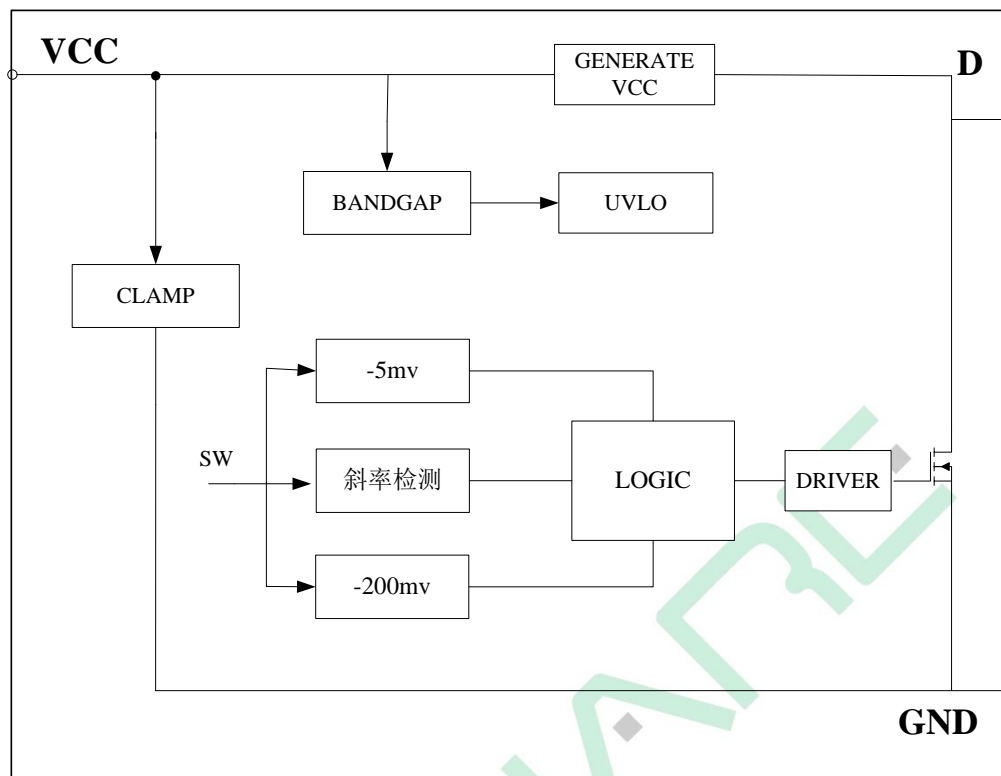 VCC
GENERATE
VCC
D
BANDGAP
UVLO
CLAMP
-5mv
SW
斜率检测
LOGIC
DRIVER
-200mv
GND